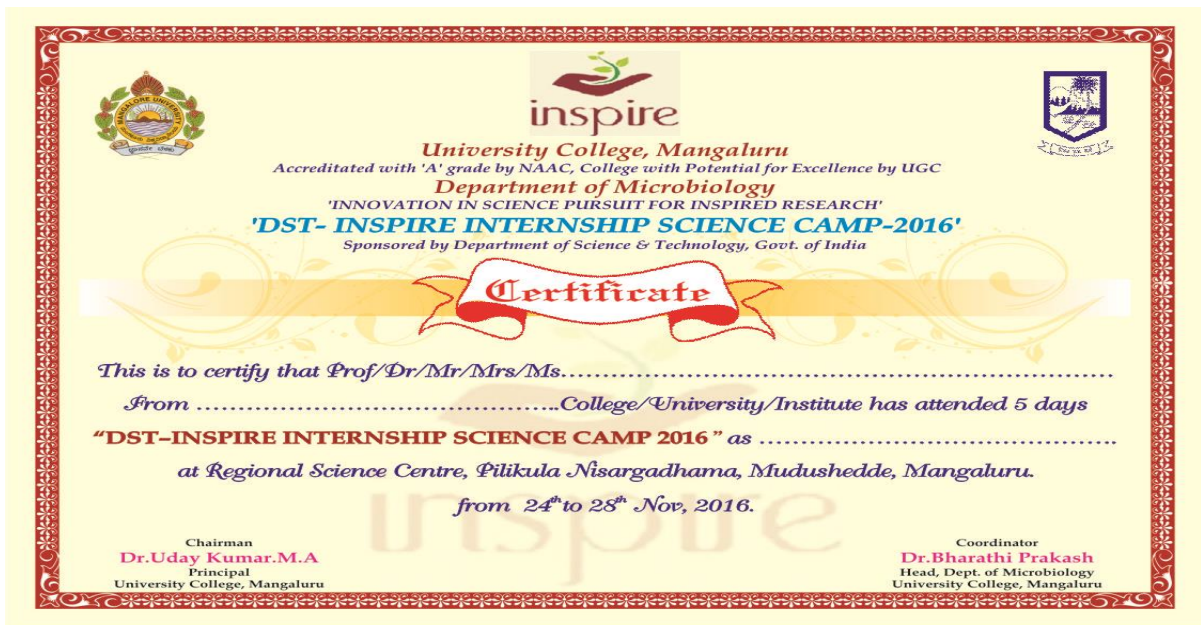 inspire
MANGALORE UNIVERSITY
University College, Mangaluru
Accreditated with 'A' grade by NAAC, College with Potential for Excellence by UGC
Department of Microbiology
'INNOVATION IN SCIENCE PURSUIT FOR INSPIRED RESEARCH'
'DST- INSPIRE INTERNSHIP SCIENCE CAMP-2016'
Sponsored by Department of Science & Technology, Govt. of India
Certificate
This is to certify that Prof/Dr/Mr/Mrs/Ms...............................................................
From ..........................................College/University/Institute has attended 5 days
“DST-INSPIRE INTERNSHIP SCIENCE CAMP 2016” as .........................................
at Regional Science Centre, Pilikula Nisargadhama, Mudushedde, Mangaluru.
from 24th to 28th Nov, 2016.
inspire
Chairman
Dr.Uday Kumar.M.A
Principal
University College, Mangaluru
Coordinator
Dr.Bharathi Prakash
Head, Dept. of Microbiology
University College, Mangaluru